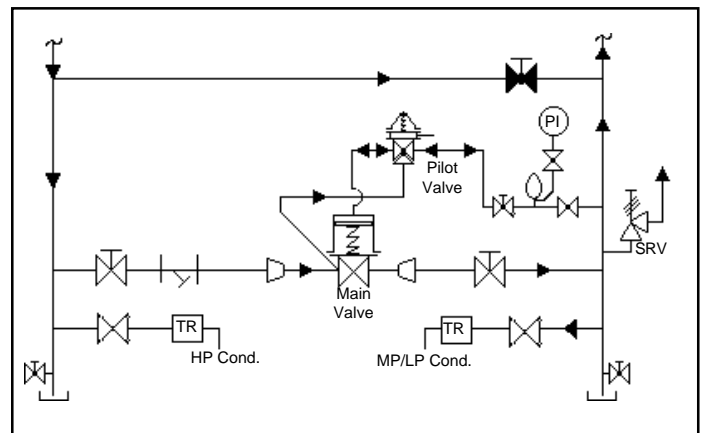 PI
Pilot
Valve
SRV
Main
Valve
TR
HP Cond.
TR
MP/LP Cond.